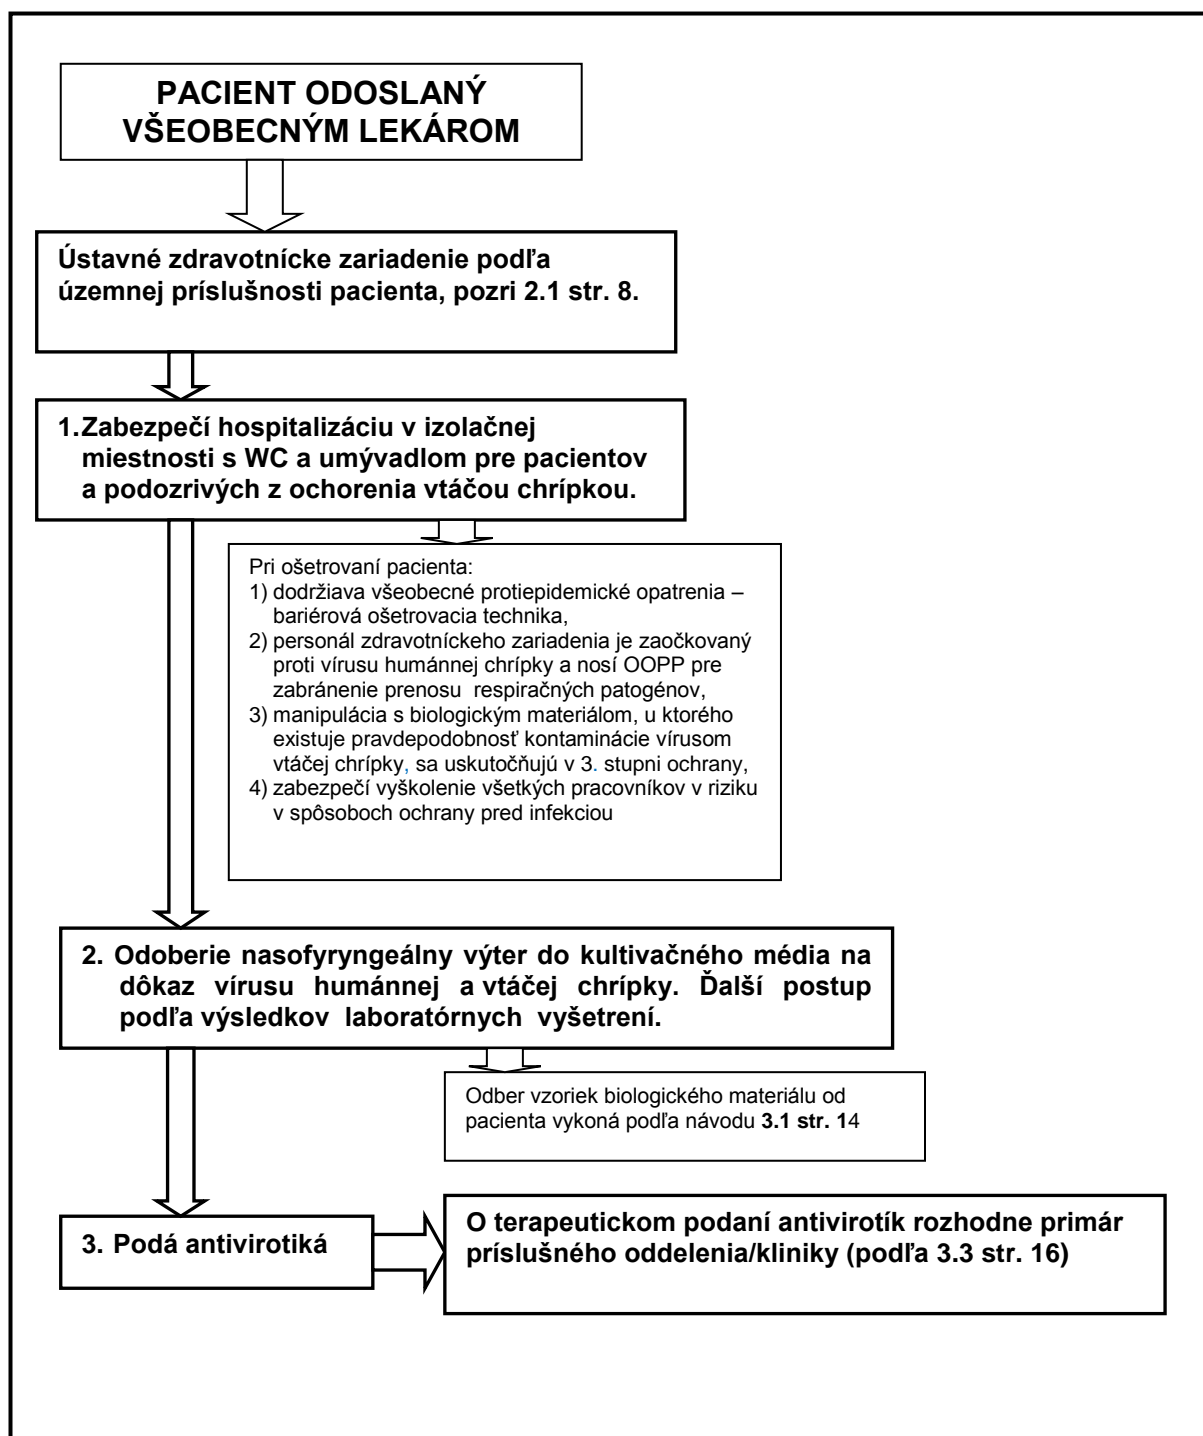 PACIENT ODOSLANÝ
VŠEOBECNÝM LEKÁROM
Ústavné zdravotnícke zariadenie podľa
územnej príslušnosti pacienta, pozri 2.1 str. 8.
1.Zabezpečí hospitalizáciu v izolačnej
miestnosti s WC a umývadlom pre pacientov
a podozrivých z ochorenia vtáčou chrípkou.
Pri ošetrovaní pacienta:
1) dodržiava všeobecné protiepidemické opatrenia –
bariérová ošetrovacia technika,
2) personál zdravotníckeho zariadenia je zaočkovaný
proti vírusu humánnej chrípky a nosí OOPP pre
zabránenie prenosu respiračných patogénov,
3) manipulácia s biologickým materiálom, u ktorého
existuje pravdepodobnosť kontaminácie vírusom
vtáčej chrípky, sa uskutočňujú v 3. stupni ochrany,
4) zabezpečí vyškolenie všetkých pracovníkov v riziku
v spôsoboch ochrany pred infekciou
2. Odoberie nasofyryngeálny výter do kultivačného média na
dôkaz vírusu humánnej a vtáčej chrípky. Ďalší postup
podľa výsledkov laboratórnych vyšetrení.
Odber vzoriek biologického materiálu od
pacienta vykoná podľa návodu 3.1 str. 14
3. Podá antivirotiká
O terapeutickom podaní antivirotík rozhodne primár
príslušného oddelenia/kliniky (podľa 3.3 str. 16)